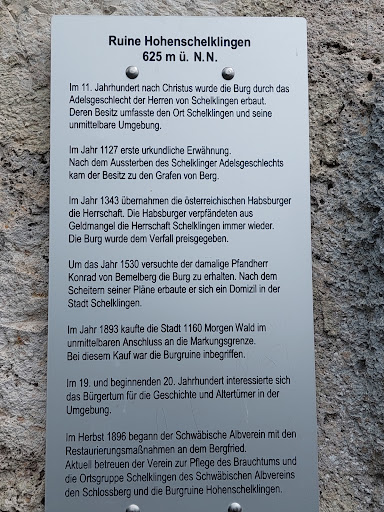 Ruine Hohenschelklingen
625 m ü. N.N.
Im 11. Jahrhundert nach Christus wurde die Burg durch das
Adelsgeschlecht der Herren von Schelklingen erbaut.
Deren Besitz umfasste den Ort Schelklingen und seine
unmittelbare Umgebung.
Im Jahr 1127 erste urkundliche Erwähnung.
Nach dem Aussterben des Schelklinger Adelsgeschlechts
kam der Besitz zu den Grafen von Berg.
Im Jahr 1343 übernahmen die österreichischen Habsburger
die Herrschaft. Die Habsburger verpfändeten aus
Geldmangel die Herrschaft Schelklingen immer wieder.
Die Burg wurde dem Verfall preisgegeben.
Um das Jahr 1530 versuchte der damalige Pfandherr
Konrad von Bemelberg die Burg zu erhalten. Nach dem
Scheitern seiner Pläne erbaute er sich ein Domizil in der
Stadt Schelklingen.
Im Jahr 1893 kaufte die Stadt 1160 Morgen Wald im
unmittelbaren Anschluss an die Markungsgrenze.
Bei diesem Kauf war die Burgruine inbegriffen.
Im 19. und beginnenden 20. Jahrhundert interessierte sich
das Bürgertum für die Geschichte und Altertümer in der
Umgebung.
Im Herbst 1896 begann der Schwäbische Albverein mit den
Restaurierungsmaßnahmen an dem Bergfried.
Aktuell betreuen der Verein zur Pflege des Brauchtums und
die Ortsgruppe Schelklingen des Schwäbischen Albvereins
den Schlossberg und die Burgruine Hohenschelklingen.